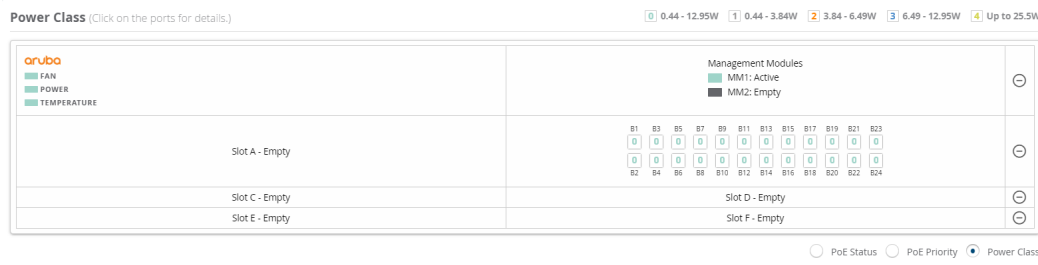 Power Class (Click on the ports for details.)
0 0.44 - 12.95W 1 0.44 - 3.84W 2 3.84 - 6.49W 3 6.49 - 12.95W 4 Up to 25.5W
aruba
FAN
POWER
TEMPERATURE
Management Modules
MM1: Active
MM2: Empty
Slot A - Empty
B1 B3 B5 B7 B9 B11 B13 B15 B17 B19 B21 B23
0 0 0 0 0 0 0 0 0 0 0 0
0 0 0 0 0 0 0 0 0 0 0 0
B2 B4 B6 B8 B10 B12 B14 B16 B18 B20 B22 B24
Slot C - Empty Slot D - Empty
Slot E - Empty Slot F - Empty
PoE Status PoE Priority Power Class